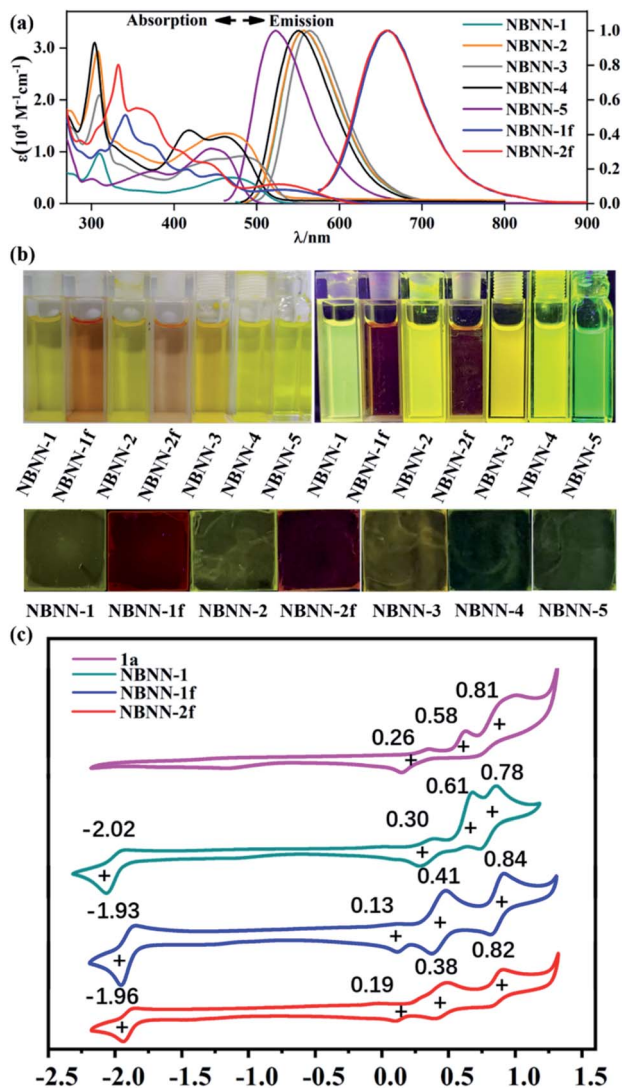 (a)
Absorption
Emission
NBNN-1
NBNN-2
NBNN-3
NBNN-4
NBNN-5
NBNN-1f
NBNN-2f
ε(10⁴ M⁻¹cm⁻¹)
3.0
2.0
1.0
0.0
1.0
0.8
0.6
0.4
0.2
0.0
300 400 500 600 700 800 900
λ/nm
(b)
NBNN-1 NBNN-1f NBNN-2 NBNN-2f NBNN-3 NBNN-4 NBNN-5 NBNN-1 NBNN-1f NBNN-2 NBNN-2f NBNN-3 NBNN-4 NBNN-5
NBNN-1 NBNN-1f NBNN-2 NBNN-2f NBNN-3 NBNN-4 NBNN-5
(c)
1a
NBNN-1
NBNN-1f
NBNN-2f
0.26 0.58 0.81
-2.02 0.30 0.61 0.78
-1.93 0.13 0.41 0.84
-1.96 0.19 0.38 0.82
-2.5 -2.0 -1.5 -1.0 -0.5 0.0 0.5 1.0 1.5